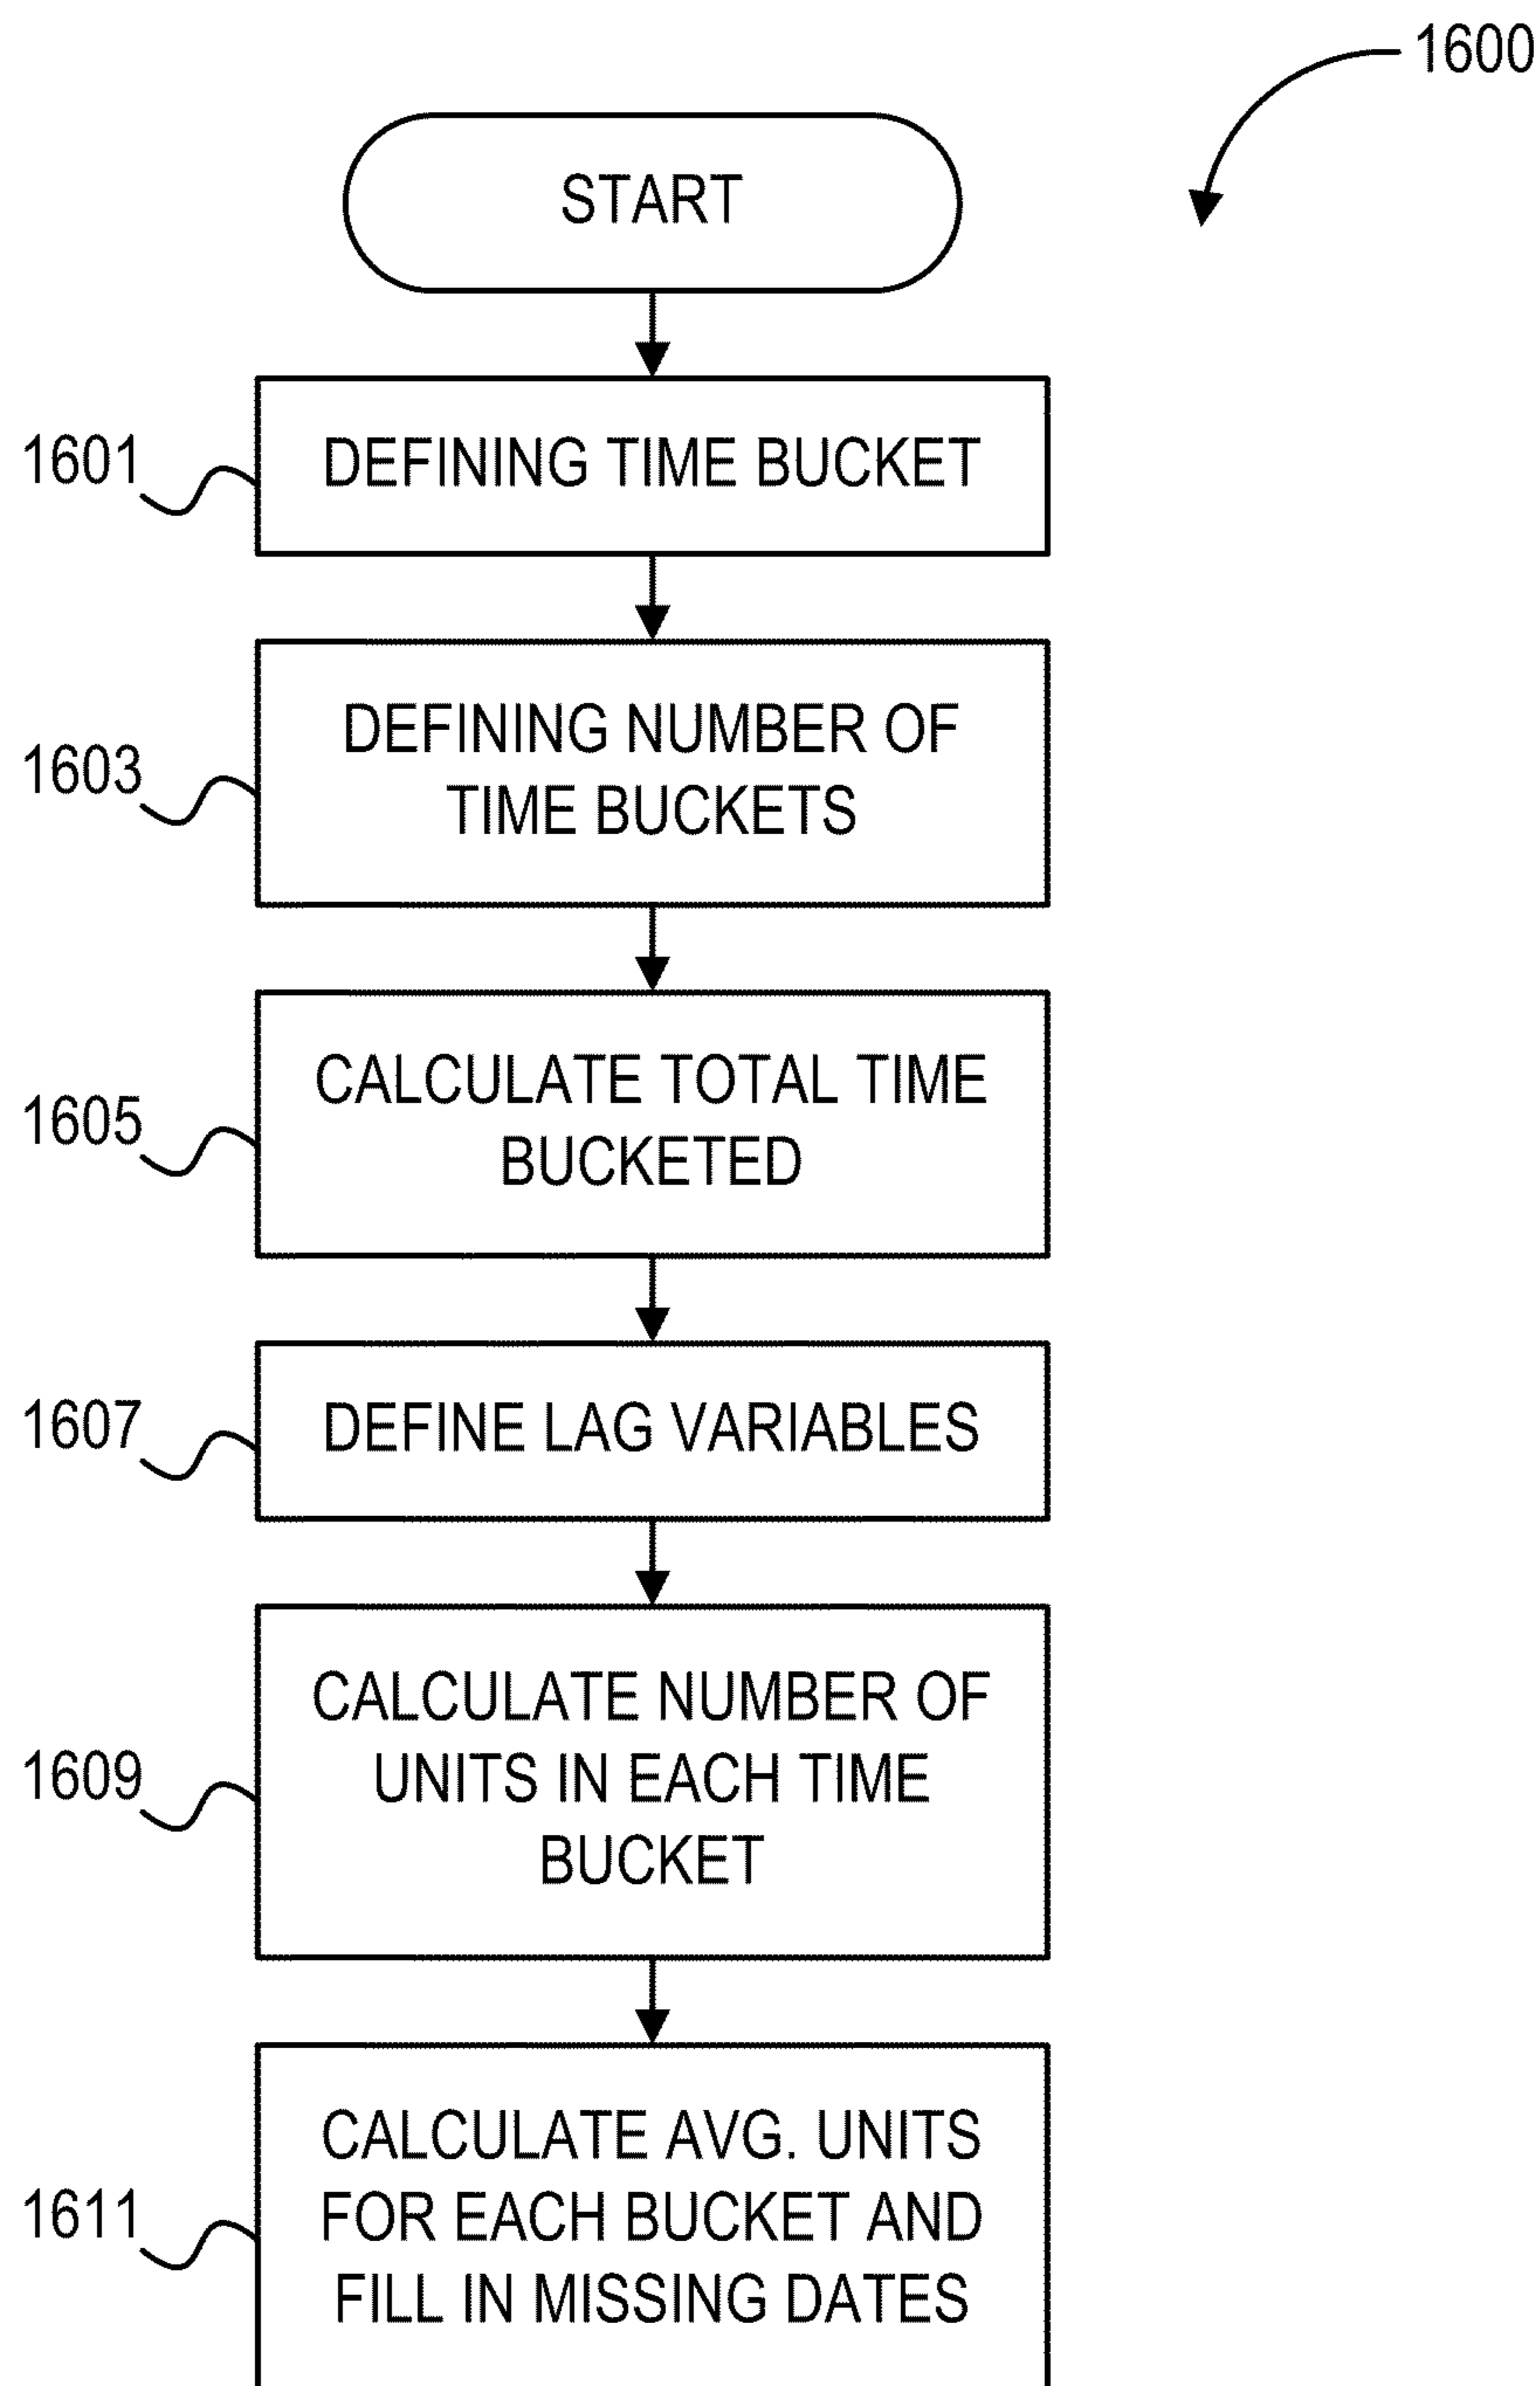 1600
START
1601
DEFINING TIME BUCKET
1603
DEFINING NUMBER OF
TIME BUCKETS
1605
CALCULATE TOTAL TIME
BUCKETED
1607
DEFINE LAG VARIABLES
1609
CALCULATE NUMBER OF
UNITS IN EACH TIME
BUCKET
1611
CALCULATE AVG. UNITS
FOR EACH BUCKET AND
FILL IN MISSING DATES